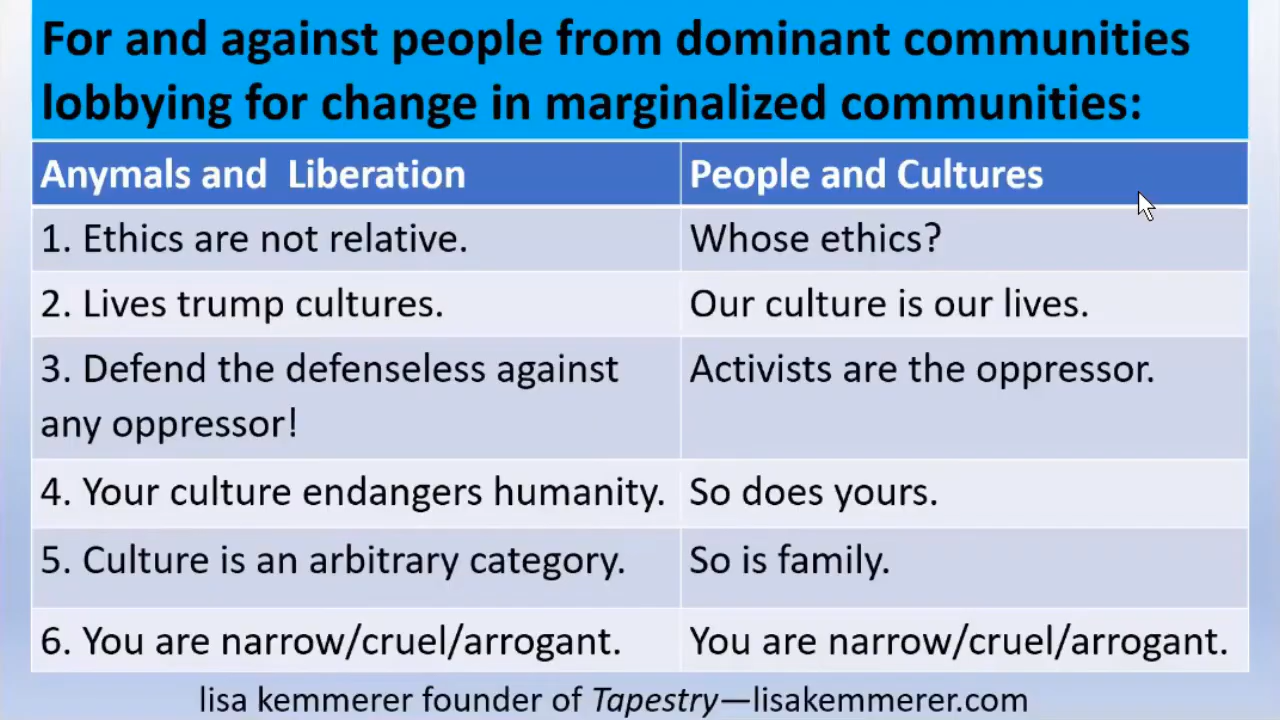 For and against people from dominant communities
lobbying for change in marginalized communities:
Anymals and  Liberation
People and Cultures
1. Ethics are not relative.
Whose ethics?
2. Lives trump cultures.
Our culture is our lives.
3. Defend the defenseless against
any oppressor!
Activists are the oppressor.
4. Your culture endangers humanity.
So does yours.
5. Culture is an arbitrary category.
So is family.
6. You are narrow/cruel/arrogant.
You are narrow/cruel/arrogant.
lisa kemmerer founder of Tapestry—lisakemmerer.com